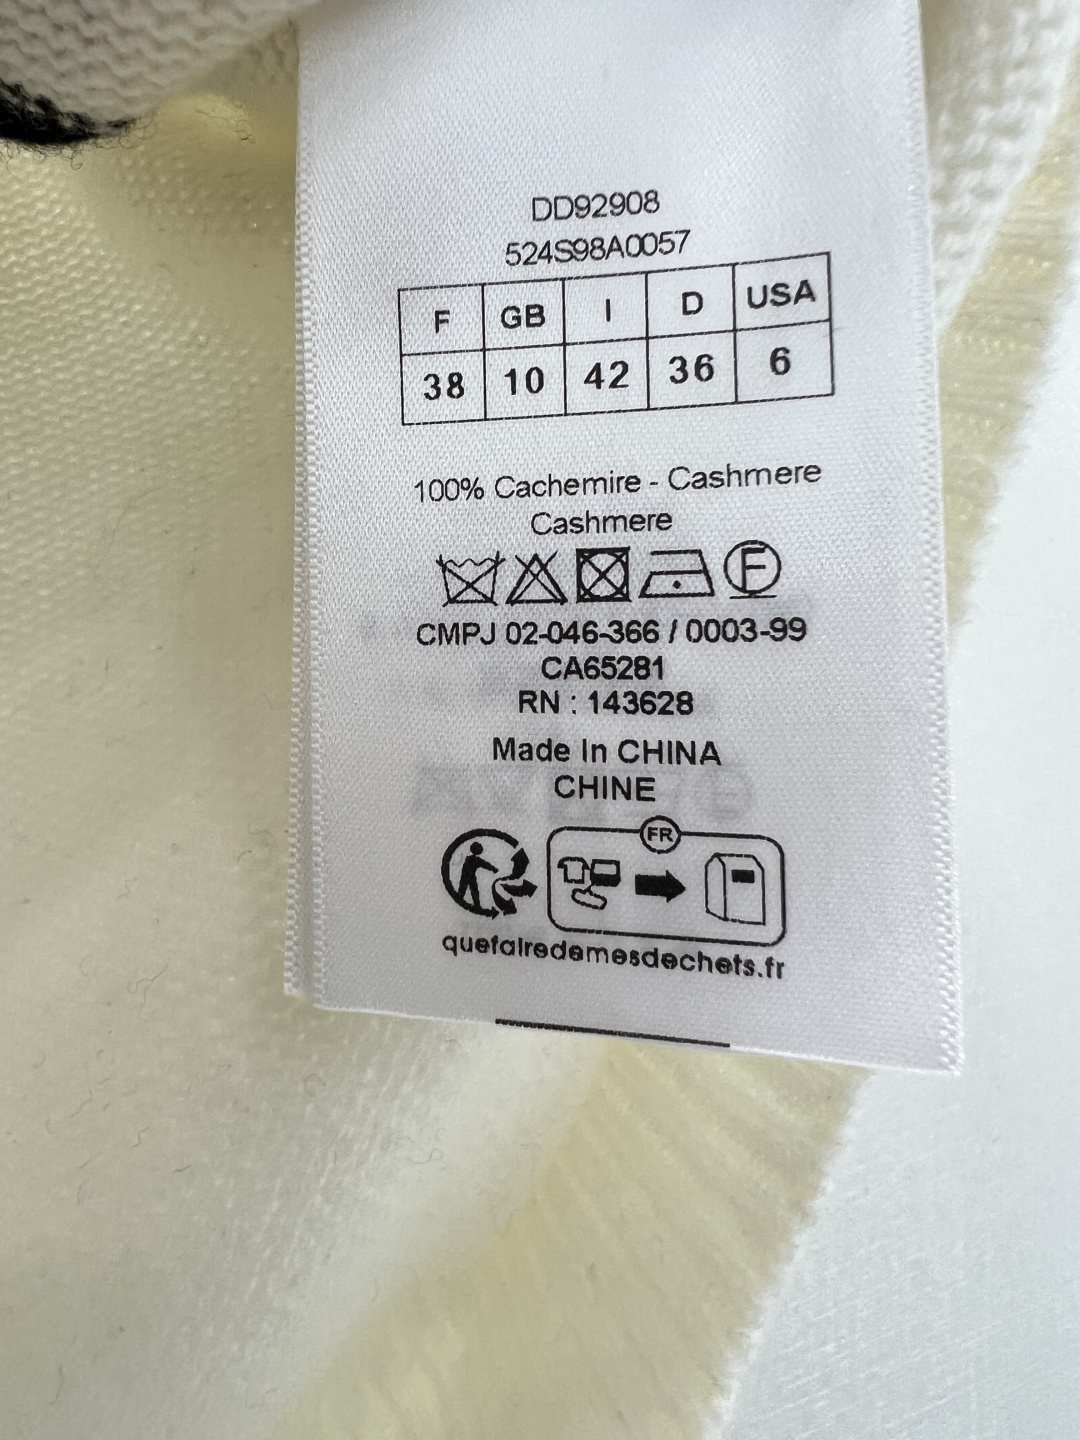 DD92908
524S98A0057
F GB I D USA
38 10 42 36 6
100% Cachemire - Cashmere
Cashmere
F
CMPJ 02-046-366 / 0003-99
CA65281
RN : 143628
Made In CHINA
CHINE
FR
quefairedemesdechets.fr